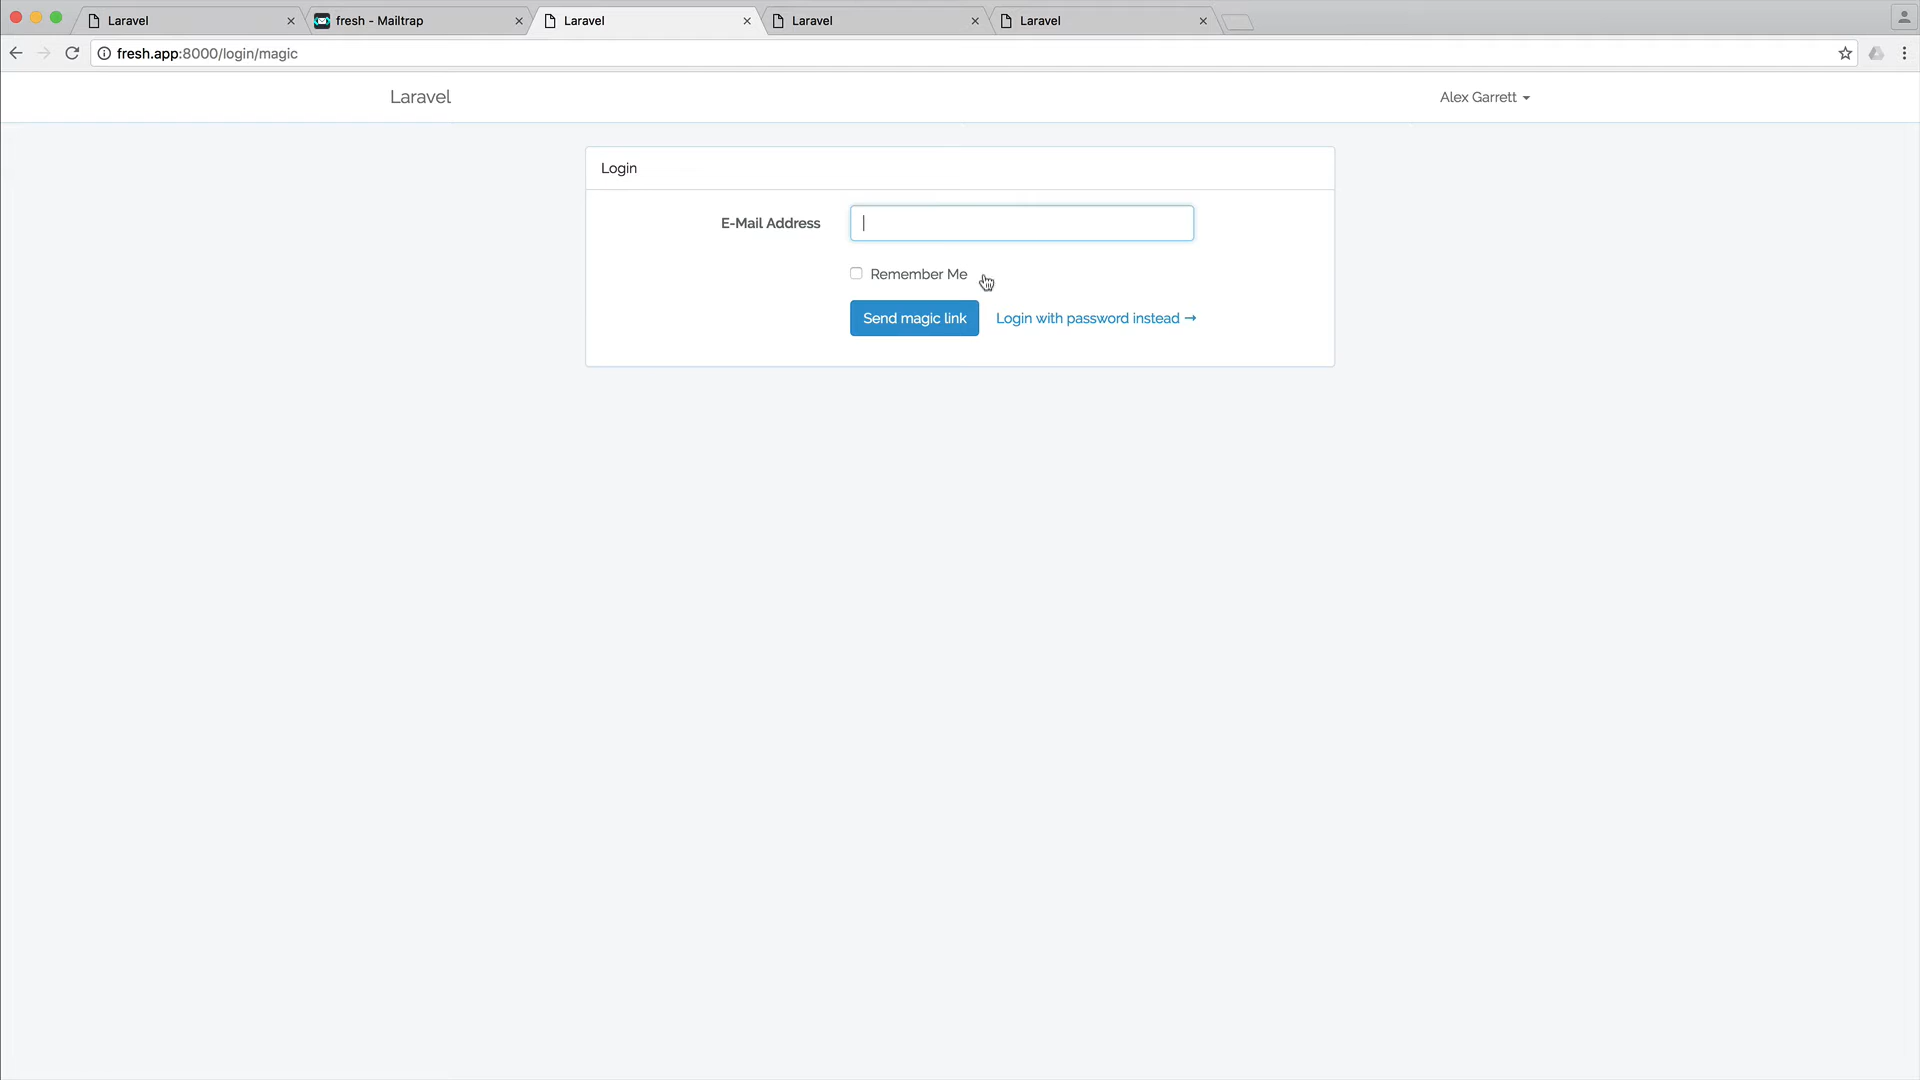 Laravel
fresh - Mailtrap
Laravel
Laravel
Laravel
fresh.app:8000/login/magic
Laravel
Alex Garrett
Login
E-Mail Address
Remember Me
Send magic link
Login with password instead →